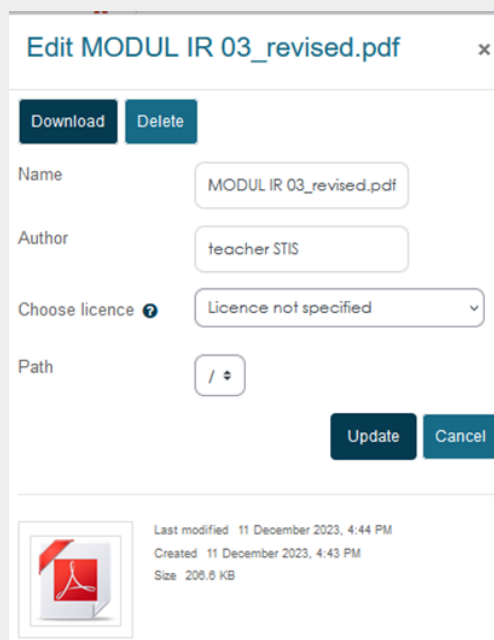 Edit MODUL IR 03_revised.pdf ×
Download Delete
Name MODUL IR 03_revised.pdf
Author teacher STIS
Choose licence ? Licence not specified
Path /
Update Cancel
Last modified 11 December 2023, 4:44 PM
Created 11 December 2023, 4:43 PM
Size 206.6 KB